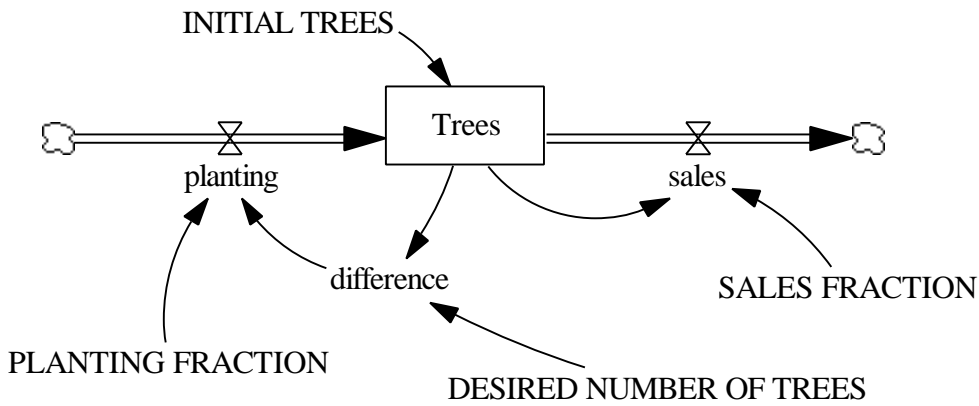 INITIAL TREES
Trees
planting
sales
difference
SALES FRACTION
PLANTING FRACTION
DESIRED NUMBER OF TREES